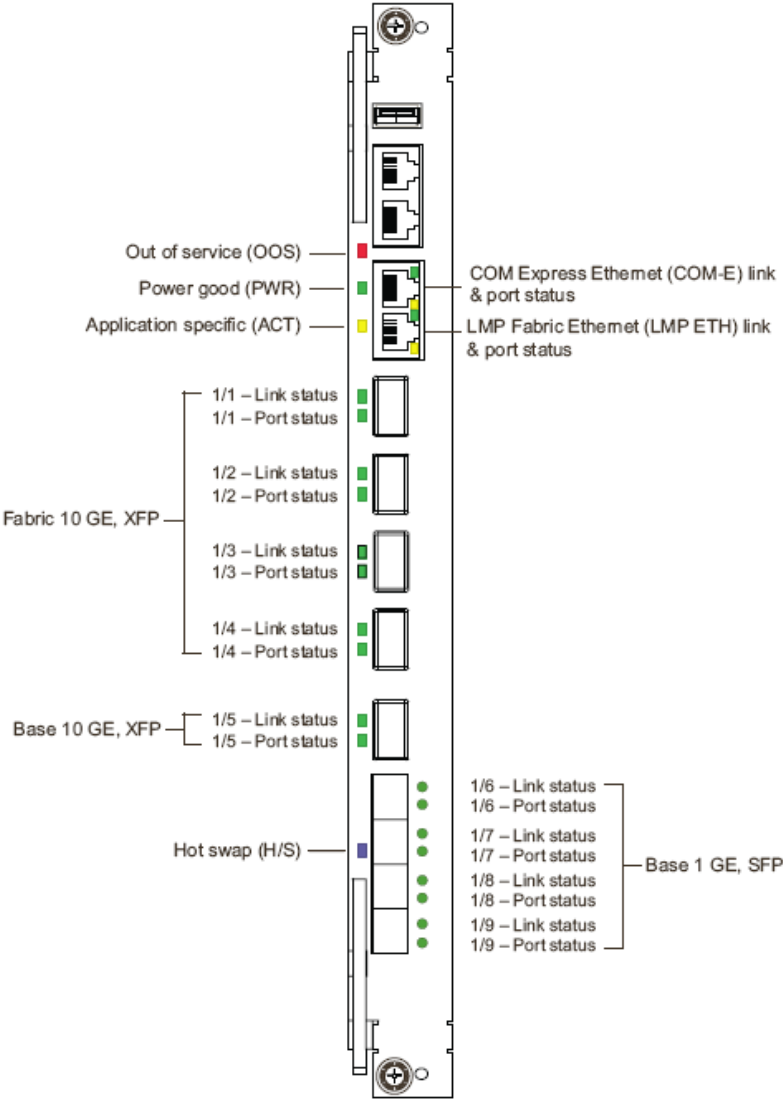 Out of service (OOS)
Power good (PWR)
Application specific (ACT)
COM Express Ethernet (COM-E) link
& port status
LMP Fabric Ethernet (LMP ETH) link
& port status
1/1 – Link status
1/1 – Port status
1/2 – Link status
1/2 – Port status
Fabric 10 GE, XFP
1/3 – Link status
1/3 – Port status
1/4 – Link status
1/4 – Port status
Base 10 GE, XFP
1/5 – Link status
1/5 – Port status
Hot swap (H/S)
1/6 – Link status
1/6 – Port status
1/7 – Link status
1/7 – Port status
1/8 – Link status
1/8 – Port status
1/9 – Link status
1/9 – Port status
Base 1 GE, SFP